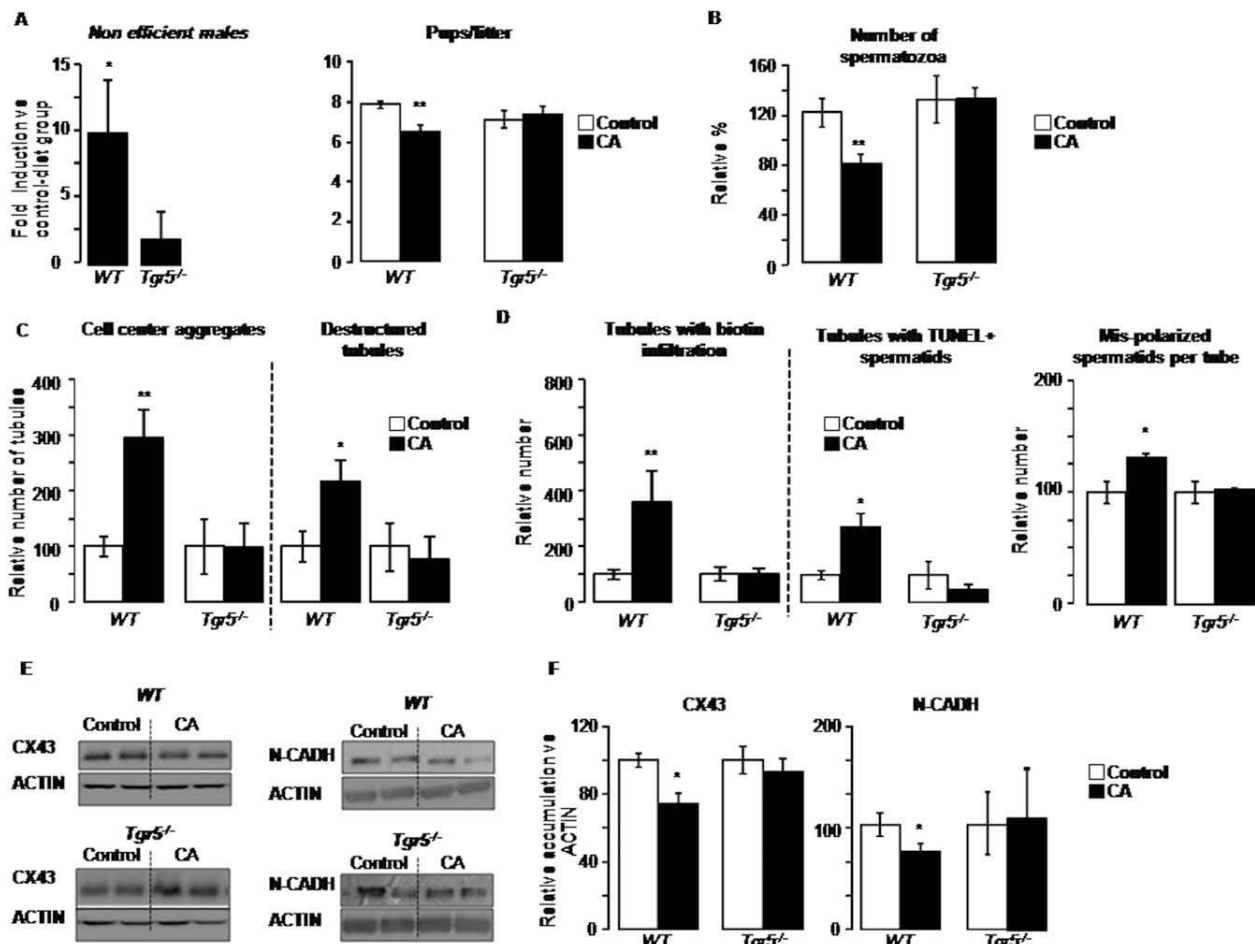 A
Non efficient males
Fold induction vs
control-diet group
15
10
5
0
*
WT
Tgr5-/-
Pups/litter
10
8
6
4
2
0
**
WT
Tgr5-/-
Control
CA
B
Number of
spermatozoa
Relative %
160
120
80
40
0
**
WT
Tgr5-/-
Control
CA
C
Cell center aggregates
Destructured
tubules
Relative number of tubules
400
300
200
100
0
**
*
WT
Tgr5-/-
WT
Tgr5-/-
Control
CA
D
Tubules with biotin
infiltration
Relative number
800
600
400
200
0
**
WT
Tgr5-/-
Tubules with TUNEL+
spermatids
Control
CA
*
WT
Tgr5-/-
Mis-polarized
spermatids per tube
Relative number
200
100
0
*
WT
Tgr5-/-
E
WT
Control
CA
CX43
ACTIN
Tgr5-/-
Control
CA
CX43
ACTIN
WT
Control
CA
N-CADH
ACTIN
Tgr5-/-
Control
CA
N-CADH
ACTIN
F
CX43
Relative accumulation vs
ACTIN
120
80
40
0
*
WT
Tgr5-/-
N-CADH
200
100
0
*
WT
Tgr5-/-
Control
CA